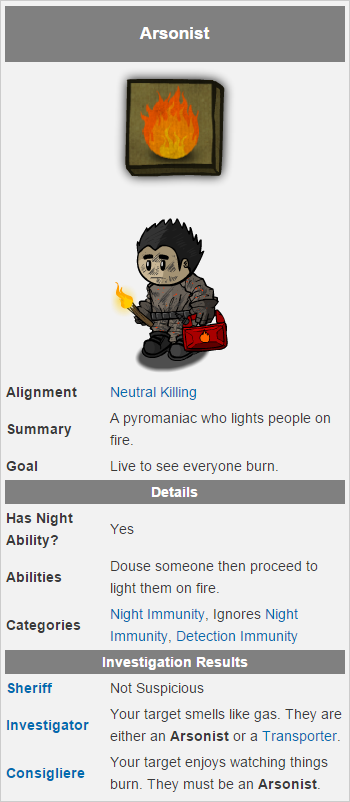 Arsonist
Alignment Neutral Killing
Summary A pyromaniac who lights people on
fire.
Goal Live to see everyone burn.
Details
Has Night
Ability? Yes
Abilities Douse someone then proceed to
light them on fire.
Categories Night Immunity, Ignores Night
Immunity, Detection Immunity
Investigation Results
Sheriff Not Suspicious
Investigator Your target smells like gas. They are
either an Arsonist or a Transporter.
Consigliere Your target enjoys watching things
burn. They must be an Arsonist.